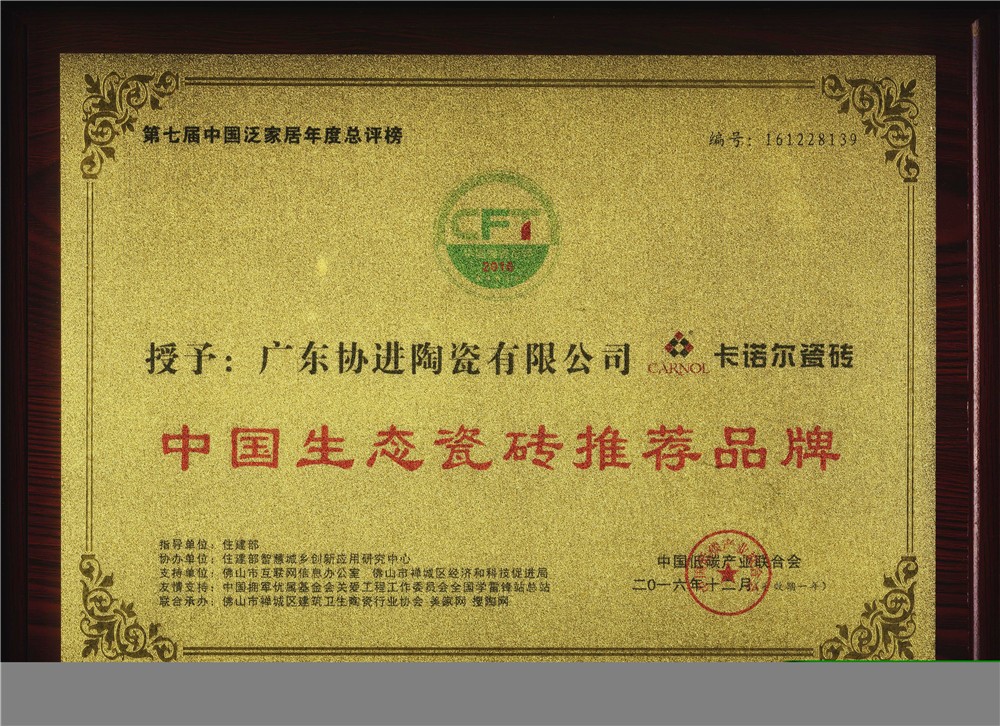 第七届中国泛家居年度总评榜
编号：161228139
CFT
2016
授予：广东协进陶瓷有限公司 CARNOL 卡诺尔瓷砖
中国生态瓷砖推荐品牌
指导单位：住建部
协办单位：住建部智慧城乡创新应用研究中心
支持单位：佛山市互联网信息办公室 佛山市禅城区经济和科技促进局
友情支持：中国拥军优属基金会关爱工程工作委员会全国学雷锋站总站
联合承办：佛山市禅城区建筑卫生陶瓷行业协会 美家网 搜陶网
中国低碳产业联合会
二〇一六年十二月